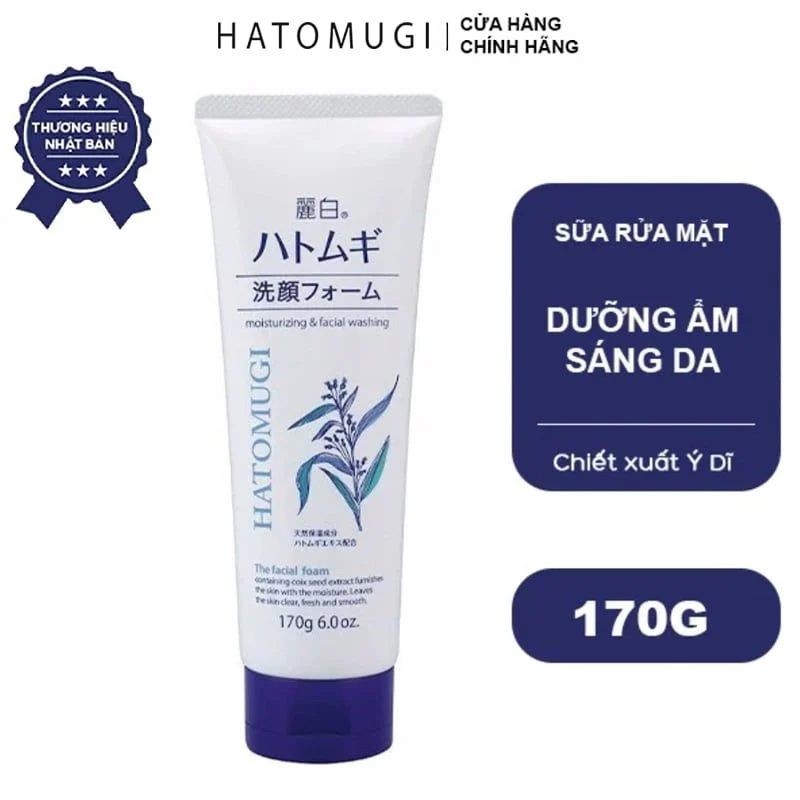 HATOMUGI
CỬA HÀNG
CHÍNH HÃNG
THƯƠNG HIỆU
NHẬT BẢN
麗白®
ハトムギ
洗顔フォーム
moisturizing & facial washing
HATOMUGI
天然保湿成分
ハトムギエキス配合
The facial foam
containing coix seed extract furnishes
the skin with the moisture. Leaves
the skin clear, fresh and smooth.
170g 6.0oz.
SỮA RỬA MẶT
DƯỠNG ẨM
SÁNG DA
Chiết xuất Ý Dĩ
170G